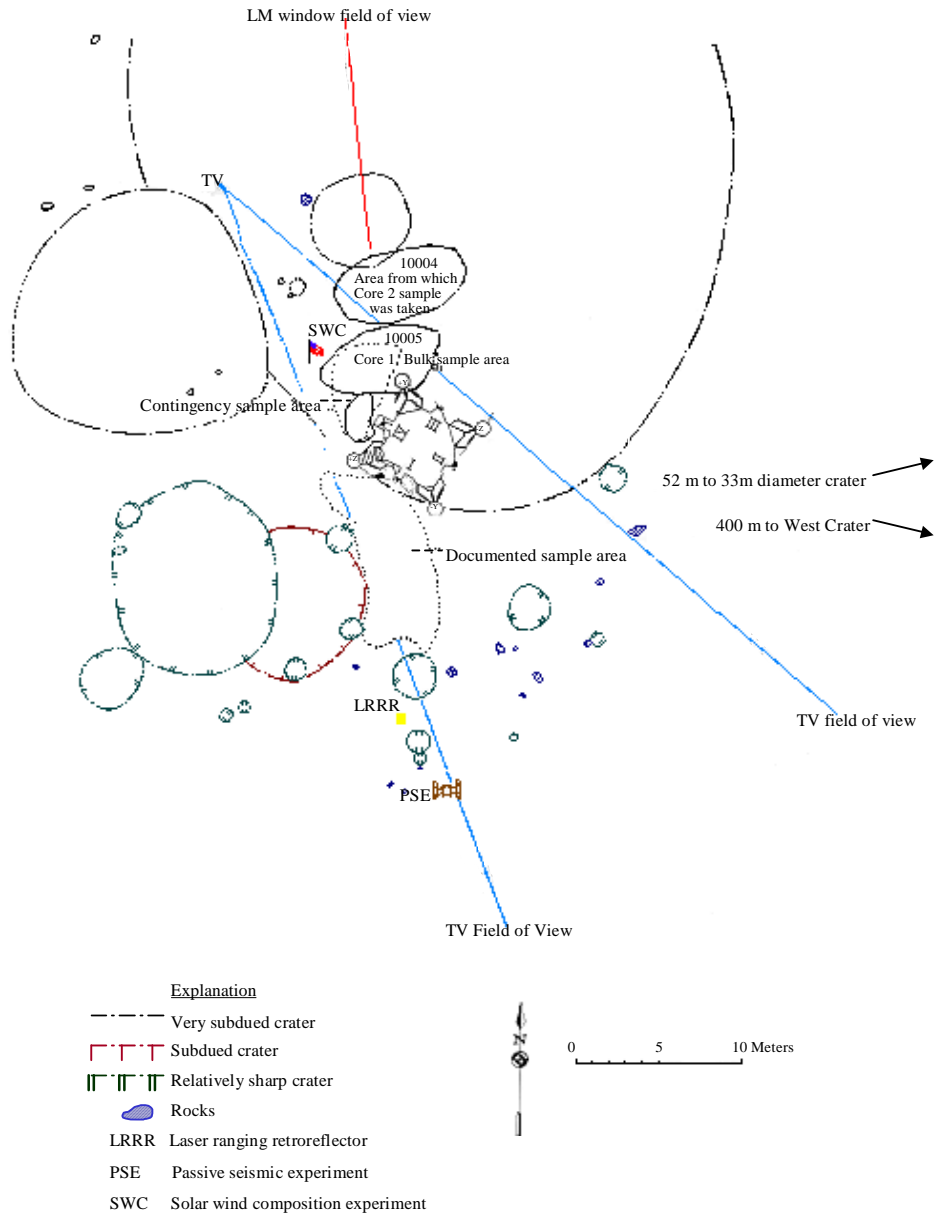 LM window field of view
TV
10004
Area from which
Core 2 sample
was taken
SWC
10005
Core 1, Bulk sample area
Contingency sample area
52 m to 33m diameter crater
400 m to West Crater
Documented sample area
LRRR
TV field of view
PSE
TV Field of View
Explanation
Very subdued crater
Subdued crater
Relatively sharp crater
Rocks
LRRR Laser ranging retroreflector
PSE Passive seismic experiment
SWC Solar wind composition experiment
N
0 5 10 Meters